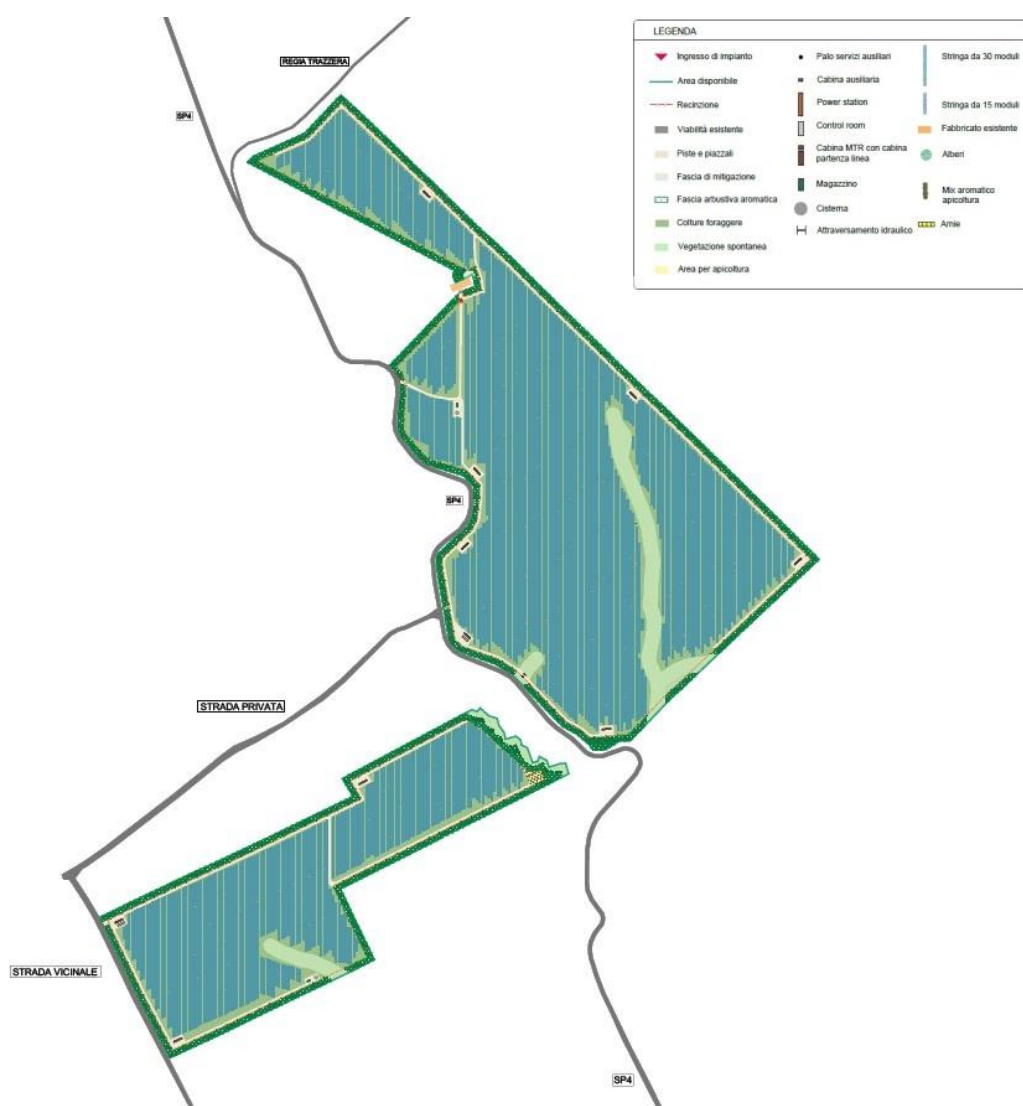 LEGENDA
Ingresso di impianto
Area disponibile
Recinzione
Viabilità esistente
Piste e piazzali
Fascia di mitigazione
Fascia arbustiva aromatica
Colture foraggere
Vegetazione spontanea
Area per apicoltura
Palo servizi ausiliari
Cabina ausiliaria
Power station
Control room
Cabina MTR con cabina
partenza linea
Magazzino
Cisterna
Attraversamento idraulico
Stringa da 30 moduli
Stringa da 15 moduli
Fabbricato esistente
Alberi
Mix aromatico
apicoltura
Arnie
REGIA TRAZZERA
SP4
SP4
STRADA PRIVATA
STRADA VICINALE
SP4